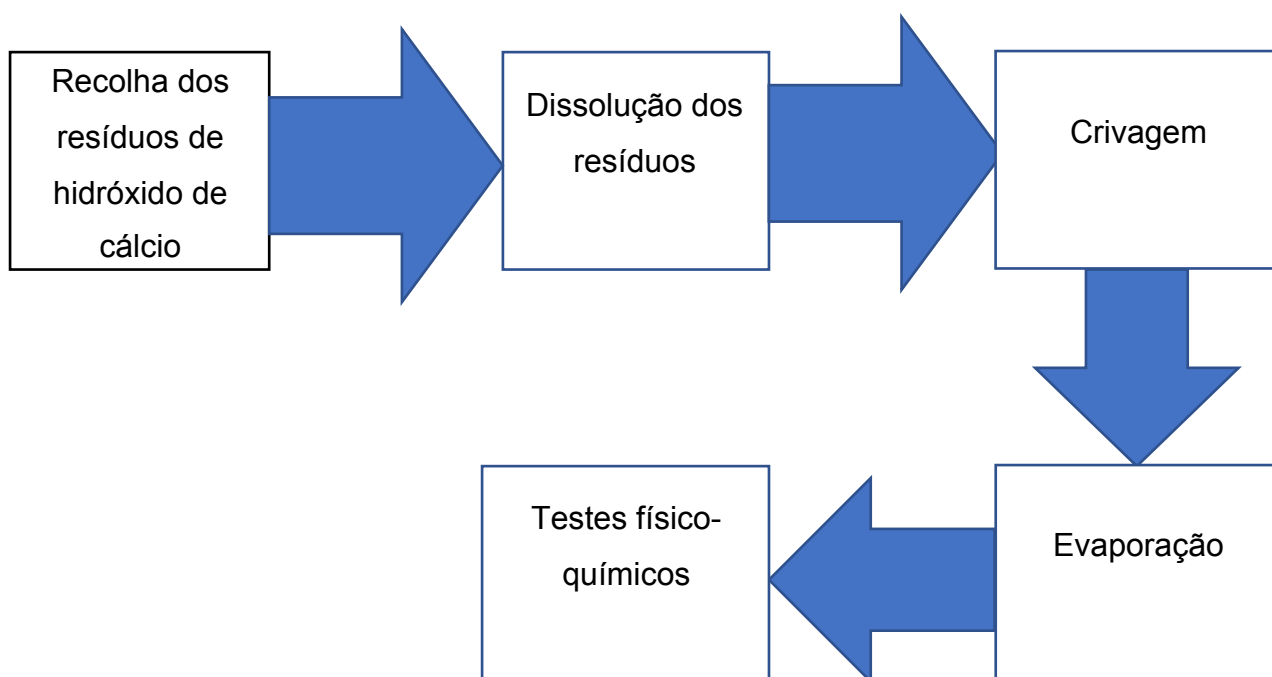 Recolha dos
resíduos de
hidróxido de
cálcio
Dissolução dos
resíduos
Crivagem
Evaporação
Testes físico-
químicos